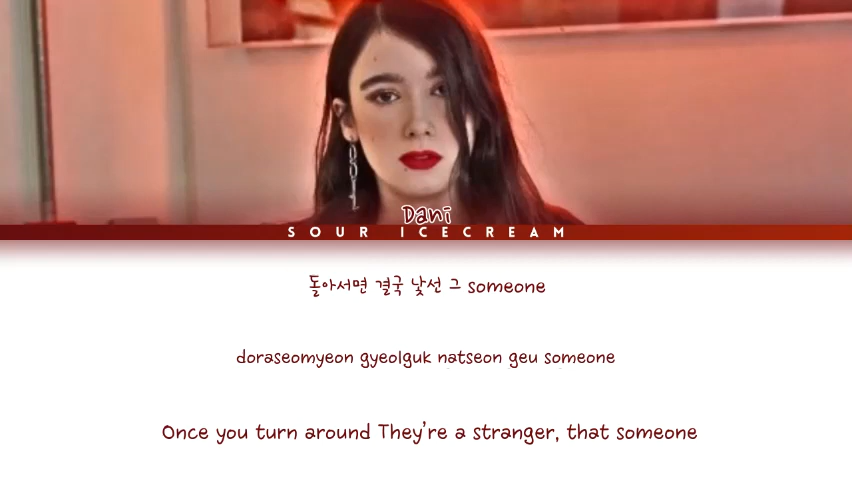 Dani
SOUR ICECREAM
돌아서면 결국 낯선 그 someone
doraseomyeon gyeolguk natseon geu someone
Once you turn around They're a stranger, that someone